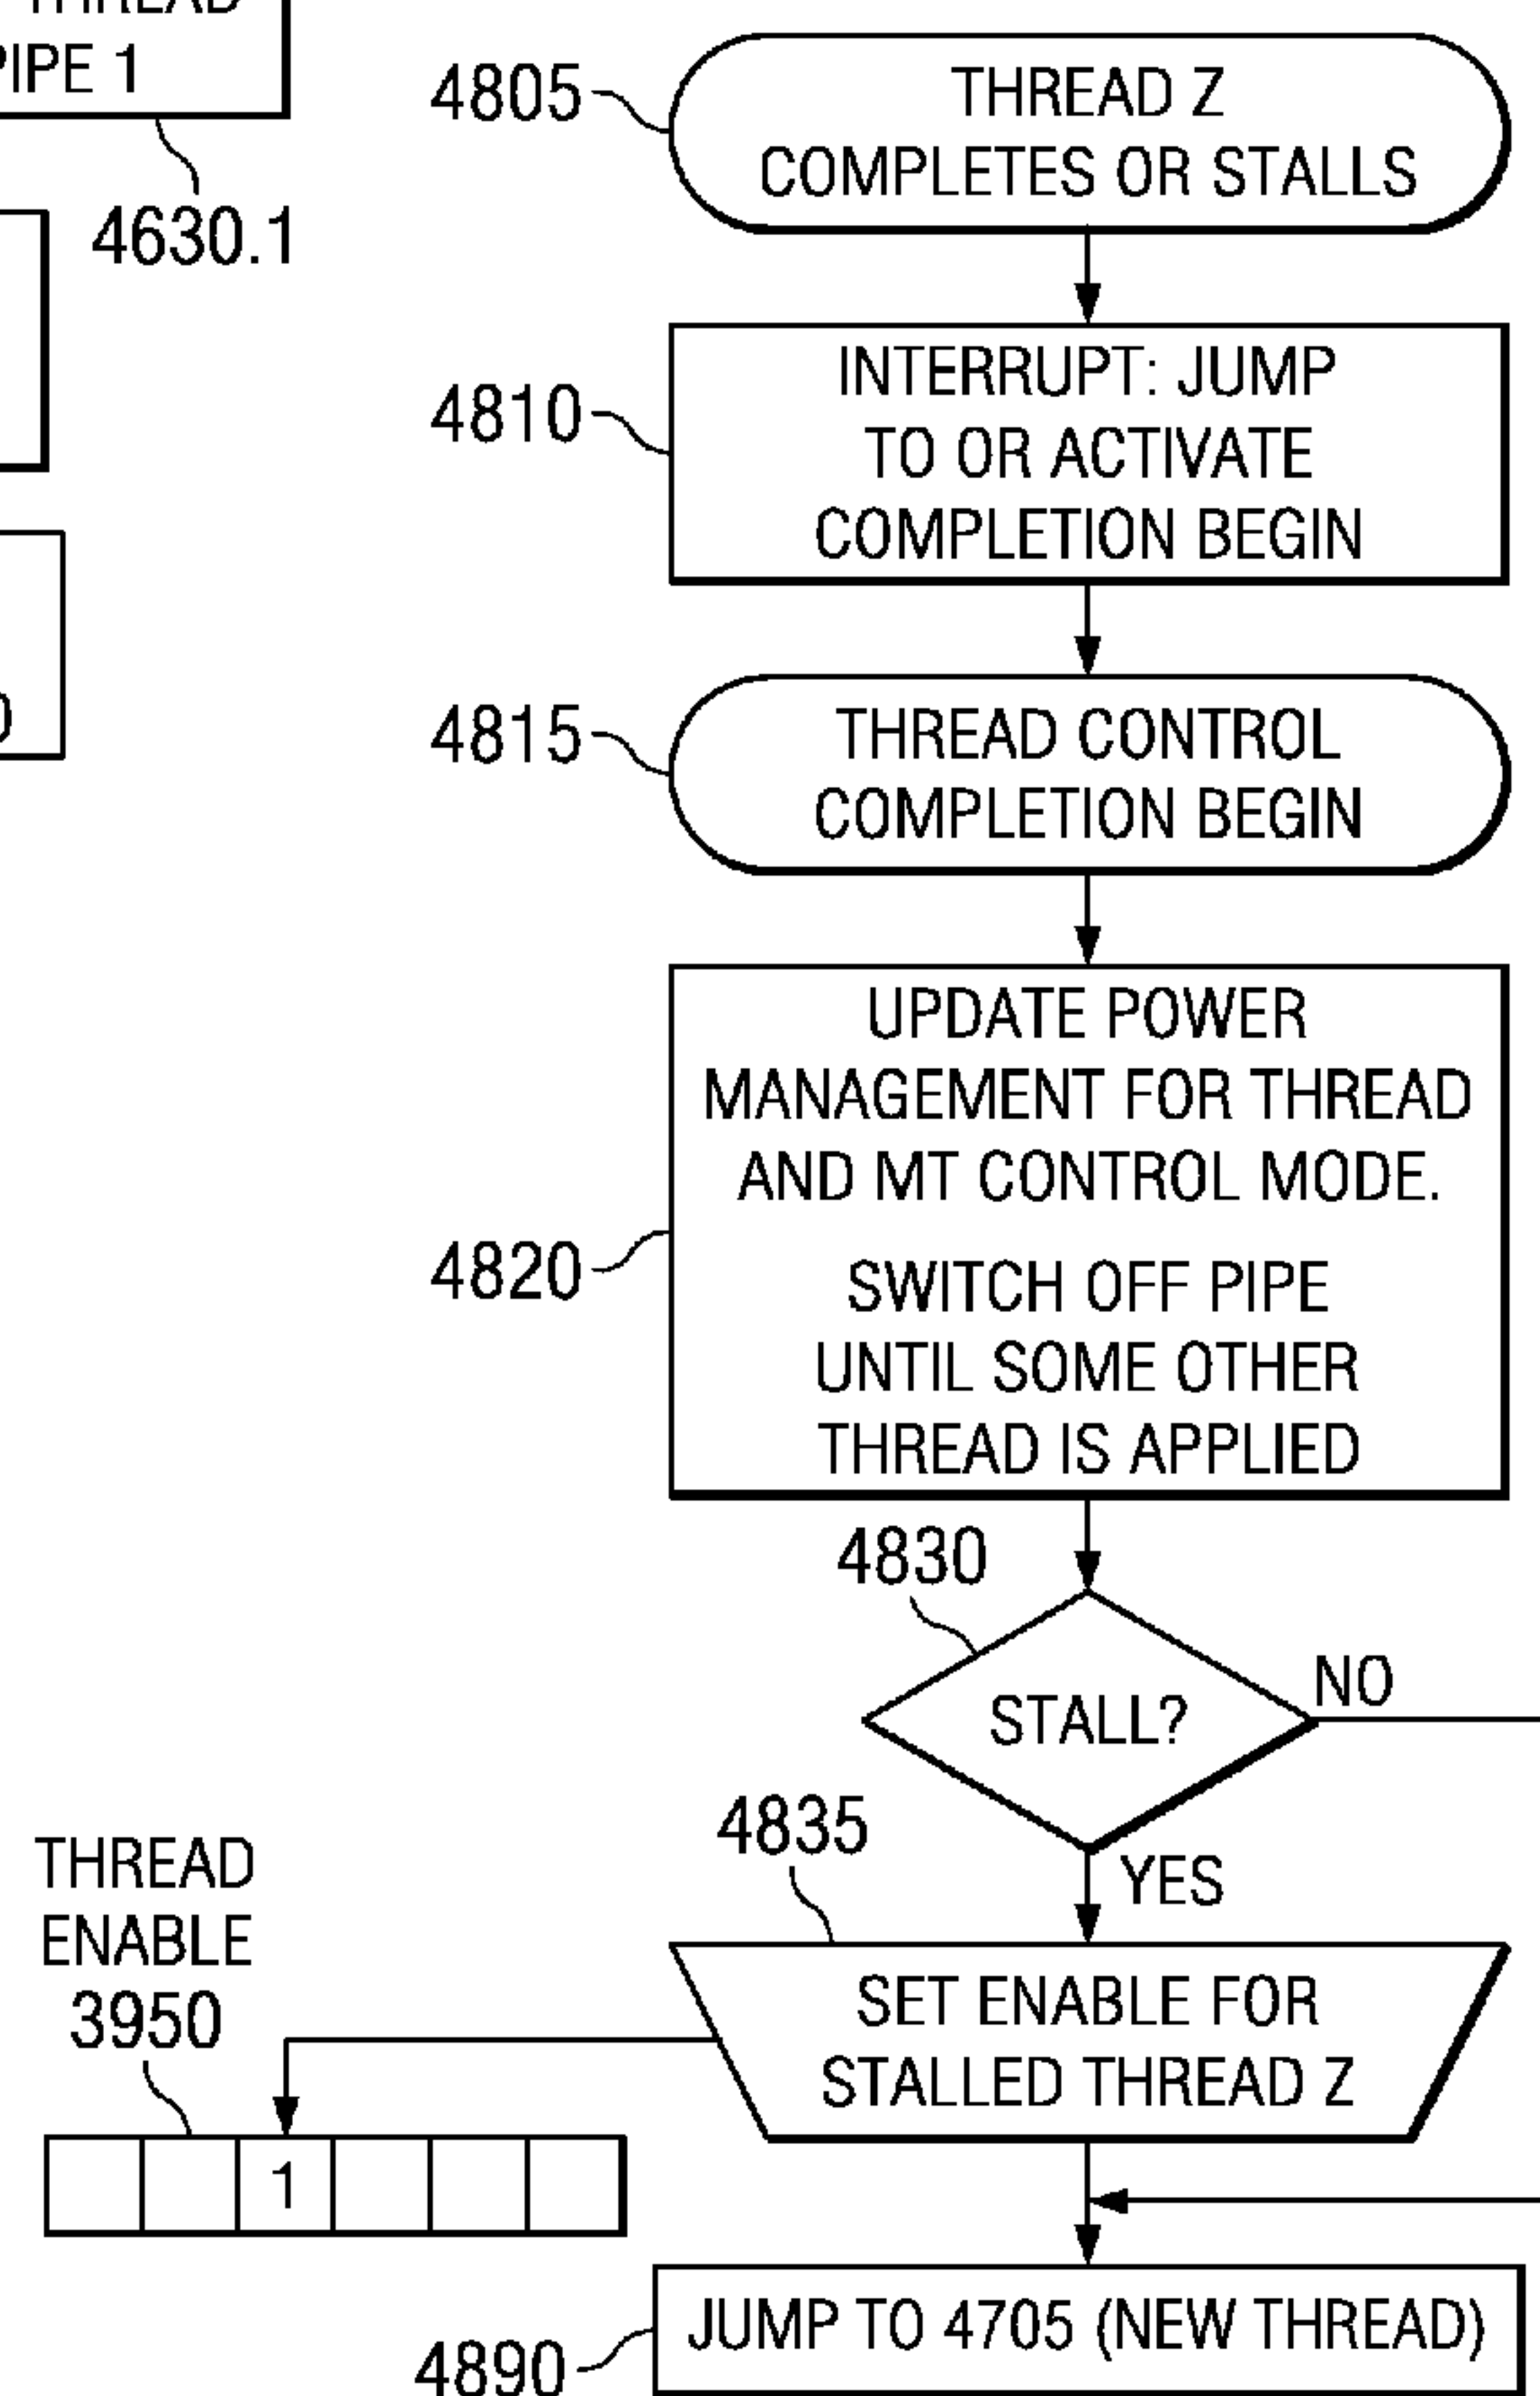 THREAD
PIPE 1
4630.1
4805
THREAD Z
COMPLETES OR STALLS
4810
INTERRUPT: JUMP
TO OR ACTIVATE
COMPLETION BEGIN
4815
THREAD CONTROL
COMPLETION BEGIN
4820
UPDATE POWER
MANAGEMENT FOR THREAD
AND MT CONTROL MODE.
SWITCH OFF PIPE
UNTIL SOME OTHER
THREAD IS APPLIED
4830
STALL?
NO
YES
4835
SET ENABLE FOR
STALLED THREAD Z
THREAD
ENABLE
3950
1
4890
JUMP TO 4705 (NEW THREAD)